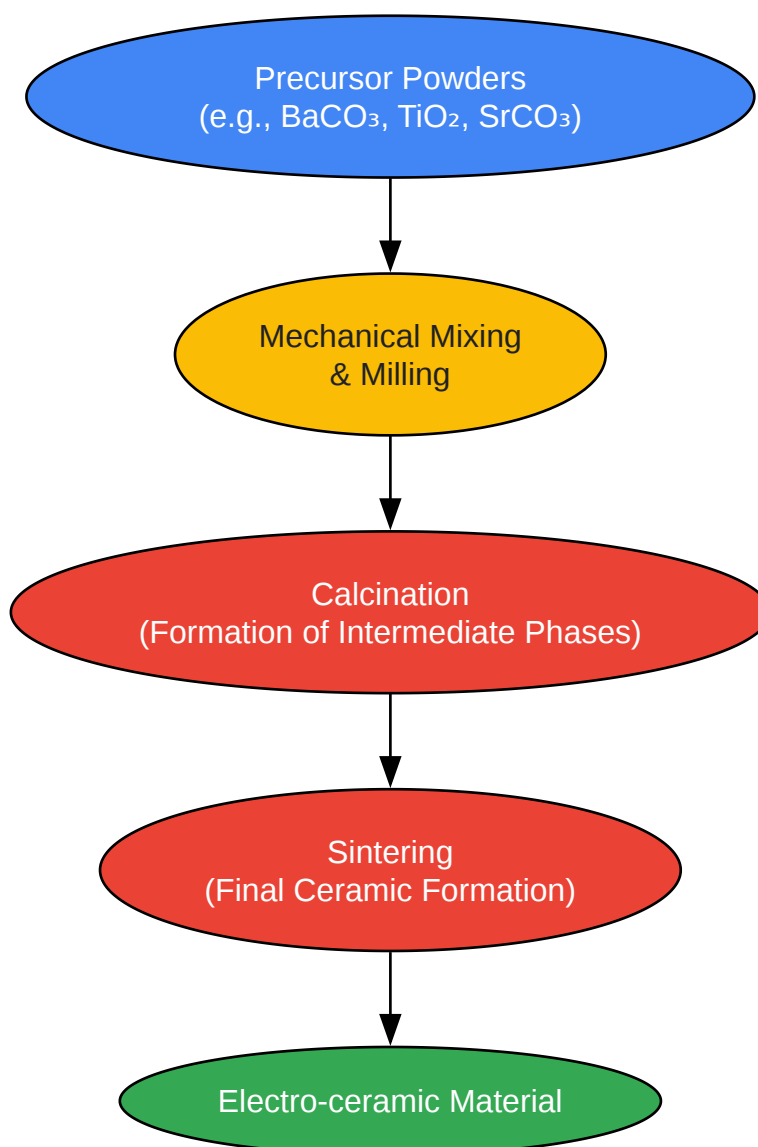 Precursor Powders
(e.g., BaCO₃, TiO₂, SrCO₃)
Mechanical Mixing
& Milling
Calcination
(Formation of Intermediate Phases)
Sintering
(Final Ceramic Formation)
Electro-ceramic Material